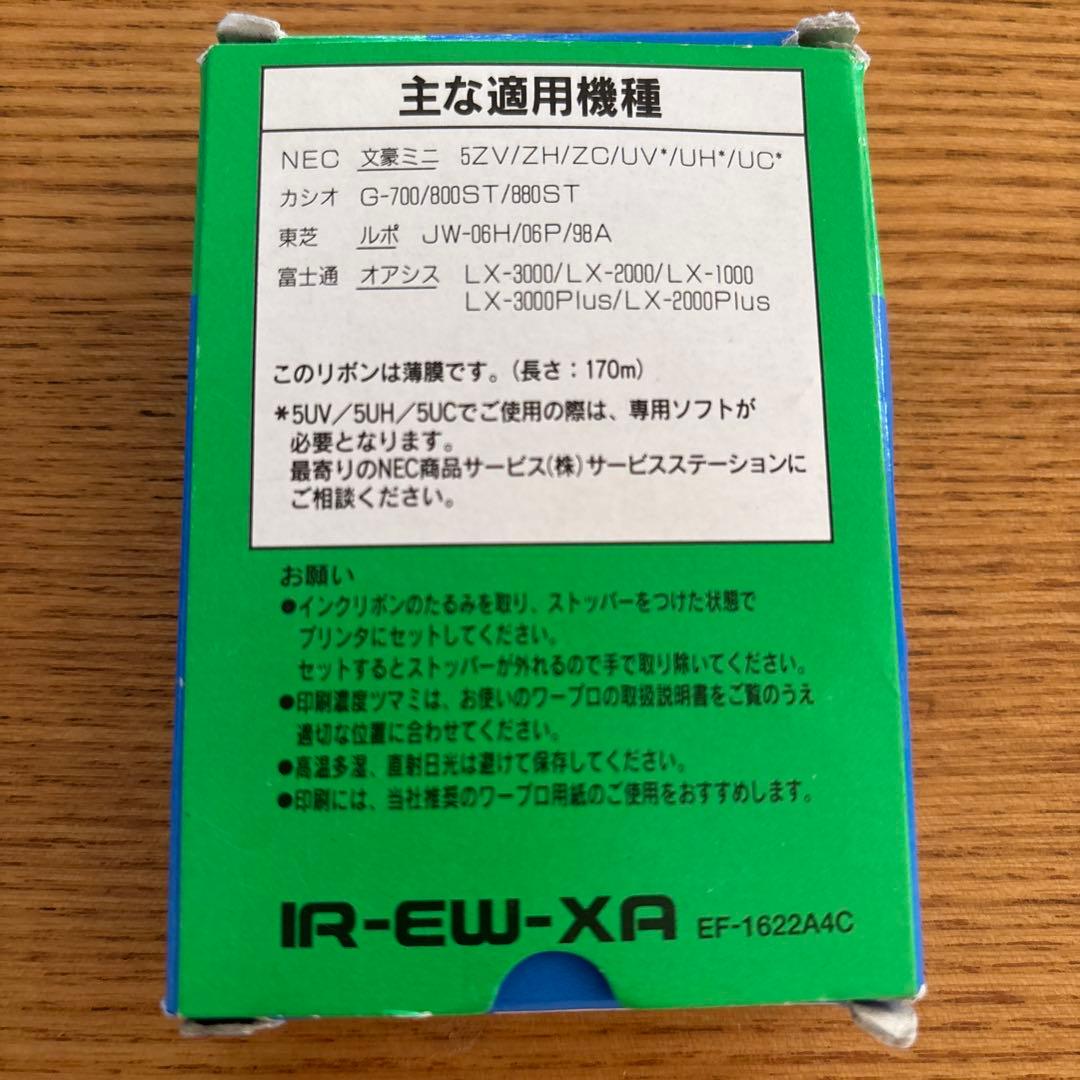 主な適用機種
NEC 文豪ミニ 5ZV/ZH/ZC/UV*/UH*/UC*
カシオ G-700/800ST/880ST
東芝 ルポ JW-06H/06P/98A
富士通 オアシス LX-3000/LX-2000/LX-1000
LX-3000Plus/LX-2000Plus
このリボンは薄膜です。(長さ:170m)
*5UV/5UH/5UCでご使用の際は、専用ソフトが
必要となります。
最寄りのNEC商品サービス(株)サービスステーションに
ご相談ください。
お願い
●インクリボンのたるみを取り、ストッパーをつけた状態で
プリンタにセットしてください。
セットするとストッパーが外れるので手で取り除いてください。
●印刷濃度ツマミは、お使いのワープロの取扱説明書をご覧のうえ
適切な位置に合わせてください。
●高温多湿、直射日光は避けて保存してください。
●印刷には、当社推奨のワープロ用紙のご使用をおすすめします。
IR-EW-XA EF-1622A4C